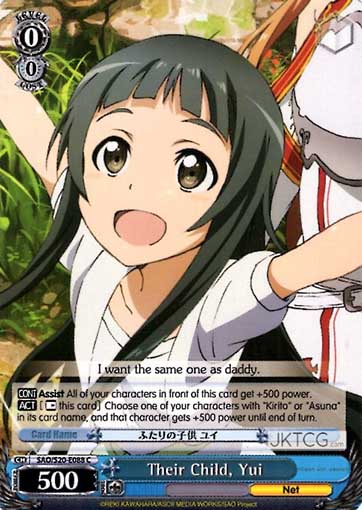 LEVEL
0
0
COST
I want the same one as daddy.
CONT Assist All of your characters in front of this card get +500 power.
ACT [ this card] Choose one of your characters with "Kirito" or "Asuna"
in its card name, and that character gets +500 power until end of turn.
Card Name ふたりの子供 ユイ
JKTCG.com
SAO/S20-E088 C
POWER 500
Their Child, Yui
Net
©REKI KAWAHARA/ASCII MEDIA WORKS/SAO Project